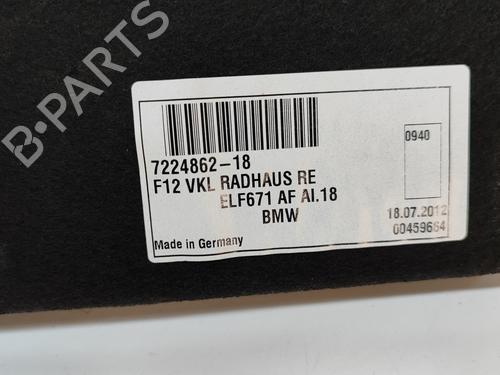 B-PARTS
7224862-18
F12 VKL RADHAUS RE
ELF671 AF AI.18
BMW
Made in Germany
0940
18.07.2012
00459664